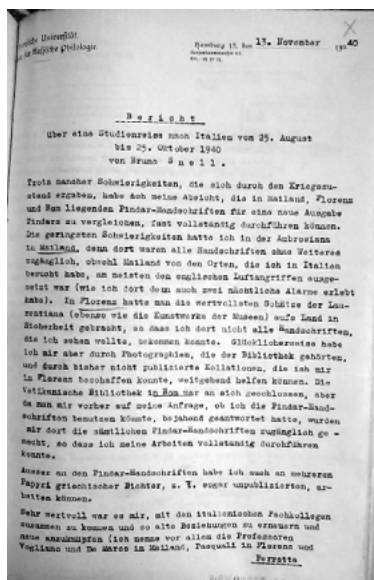 Universität
für Klassische Philologie.
Hamburg 13, den 13. November 1940
B e r i c h t
über eine Studienreise nach Italien vom 25. August
bis 25. Oktober 1940
von Bruno S n e l l .
Trotz mancher Schwierigkeiten, die sich durch den Kriegszu-
stand ergaben, habe ich meine Absicht, die in Mailand, Florenz
und Rom liegenden Pindar-Handschriften für eine neue Ausgabe
Pindars zu vergleichen, fast vollständig durchführen können.
Die geringsten Schwierigkeiten hatte ich in der Ambrosiana
in Mailand, denn dort waren alle Handschriften ohne Weiteres
zugänglich, obwohl Mailand von den Orten, die ich in Italien
besucht habe, am meisten den englischen Luftangriffen ausge-
setzt war (wie ich dort denn auch zwei nächtliche Alarme erlebt
habe). In Florenz hatte man die wertvollsten Schätze der Lau-
rentiana (ebenso wie die Kunstwerke der Museen) aufs Land in
Sicherheit gebracht, so dass ich dort nicht alle Handschriften,
die ich sehen wollte, bekommen konnte. Glücklicherweise habe
ich mir aber durch Photographien, die der Bibliothek gehörten,
und durch bisher nicht publizierte Kollationen, die ich mir
in Florenz beschaffen konnte, weitgehend helfen können. Die
Vatikanische Bibliothek in Rom war an sich geschlossen, aber
da man mir vorher auf meine Anfrage, ob ich die Pindar-Hand-
schriften benutzen könnte, bejahend geantwortet hatte, wurden
mir dort die sämtlichen Pindar-Handschriften zugänglich ge -
macht, so dass ich meine Arbeiten vollständig durchführen
konnte.
Ausser an den Pindar-Handschriften habe ich auch an mehreren
Papyri griechischer Dichter, z. T. sogar unpublizierten, ar-
beiten können.
Sehr wertvoll war es mir, mit den italienischen Fachkollegen
zusammen zu kommen und so alte Beziehungen zu erneuern und
neue anzuknüpfen (ich nenne vor allem die Professoren
Vogliano und De Marco in Mailand, Pasquali in Florenz und
Perrotta